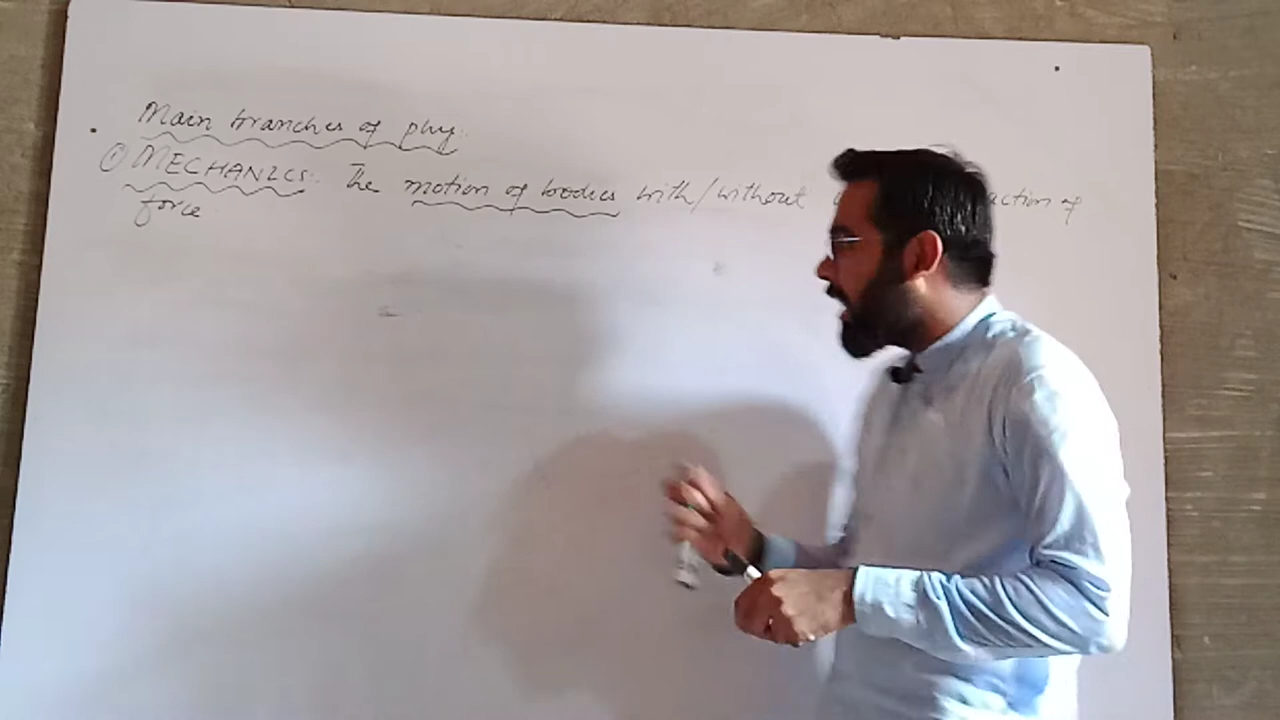 Main branches of phy.
① MECHANICS: The motion of bodies with/without action of
force